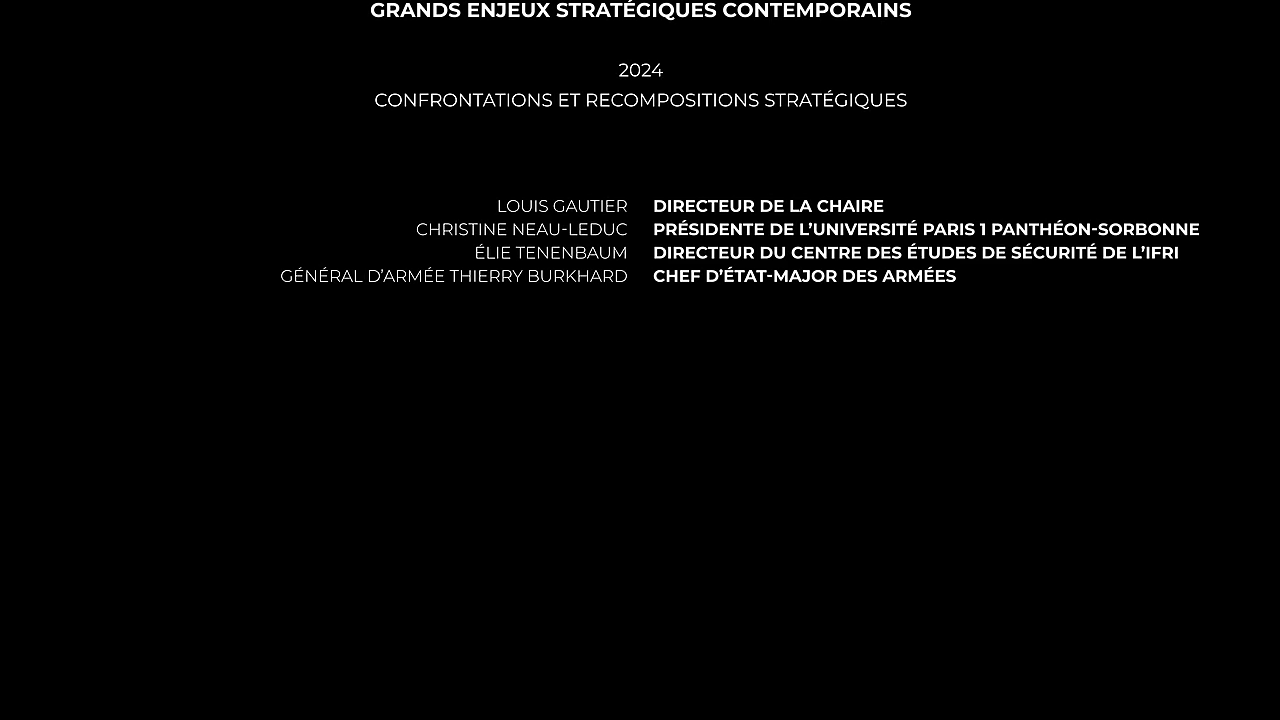 GRANDS ENJEUX STRATÉGIQUES CONTEMPORAINS
2024
CONFRONTATIONS ET RECOMPOSITIONS STRATÉGIQUES
LOUIS GAUTIER DIRECTEUR DE LA CHAIRE
CHRISTINE NEAU-LEDUC PRÉSIDENTE DE L’UNIVERSITÉ PARIS 1 PANTHÉON-SORBONNE
ÉLIE TENENBAUM DIRECTEUR DU CENTRE DES ÉTUDES DE SÉCURITÉ DE L’IFRI
GÉNÉRAL D’ARMÉE THIERRY BURKHARD CHEF D’ÉTAT-MAJOR DES ARMÉES